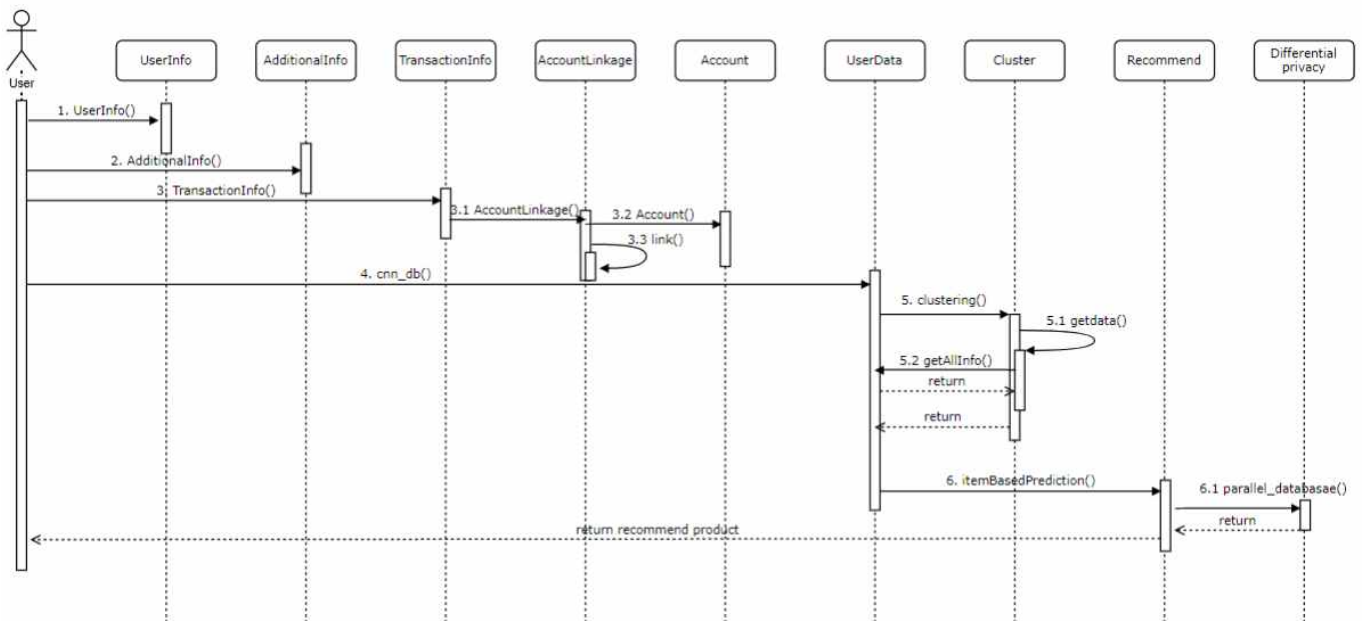 User
UserInfo
AdditionalInfo
TransactionInfo
AccountLinkage
Account
UserData
Cluster
Recommend
Differential
privacy
1. UserInfo()
2. AdditionalInfo()
3. TransactionInfo()
3.1 AccountLinkage()
3.2 Account()
3.3 link()
4. cnn_db()
5. clustering()
5.1 getdata()
5.2 getAllInfo()
return
return
6. itemBasedPrediction()
6.1 parallel_databasae()
return
return recommend product